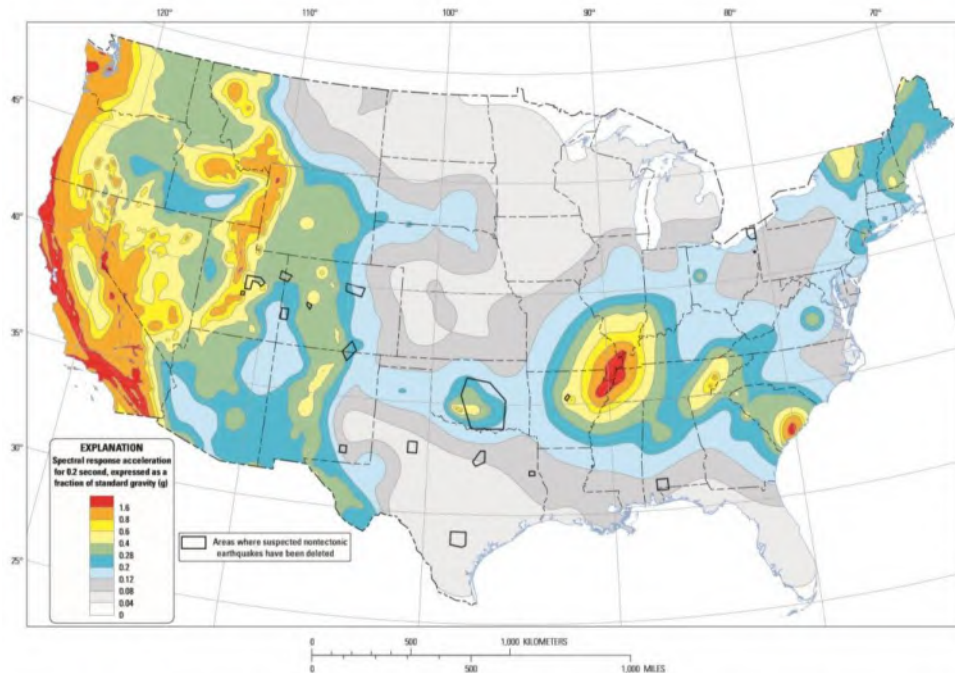 120°
110°
100°
90°
80°
70°
45°
40°
35°
30°
25°
EXPLANATION
Spectral response acceleration
for 0.2 second, expressed as a
fraction of standard gravity (g)
1.6
0.8
0.6
0.4
0.28
0.2
0.12
0.08
0.04
0
Areas where suspected nontectonic
earthquakes have been deleted
0 500 1,000 KILOMETERS
0 500 1,000 MILES